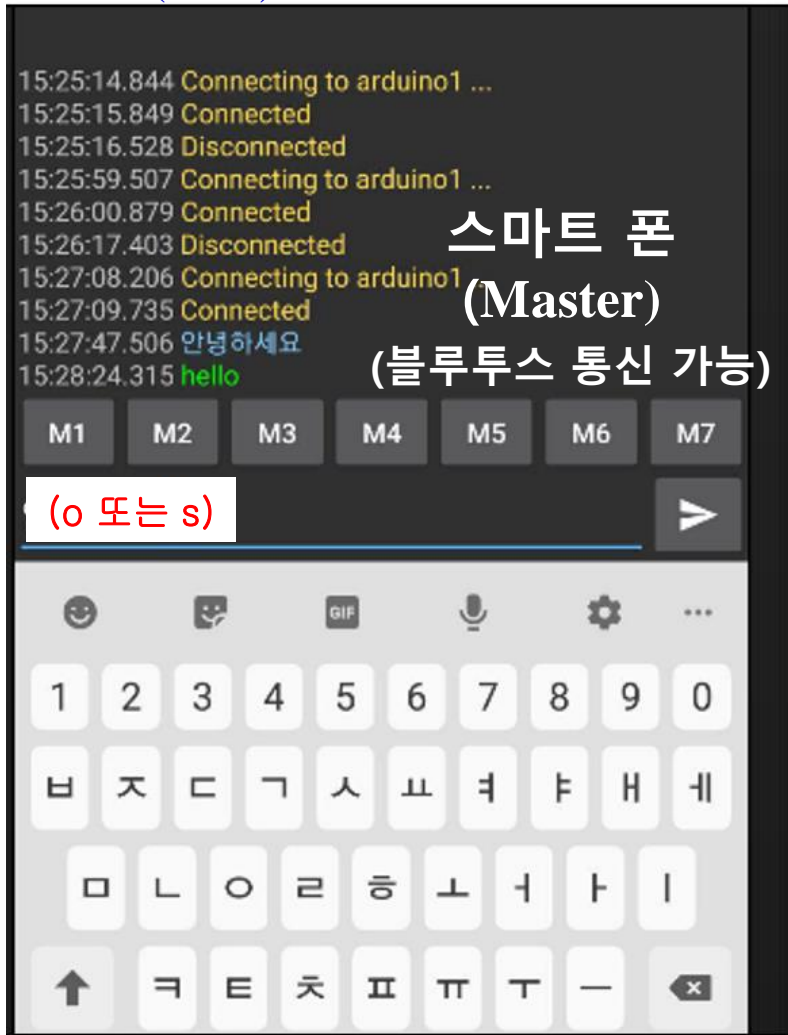 15:25:14.844 Connecting to arduino1 ...
15:25:15.849 Connected
15:25:16.528 Disconnected
15:25:59.507 Connecting to arduino1 ...
15:26:00.879 Connected
15:26:17.403 Disconnected
15:27:08.206 Connecting to arduino1 ...
15:27:09.735 Connected
15:27:47.506 안녕하세요
15:28:24.315 hello
스마트 폰
(Master)
(블루투스 통신 가능)
M1 M2 M3 M4 M5 M6 M7
(o 또는 s)
GIF
1 2 3 4 5 6 7 8 9 0
ㅂ ㅈ ㄷ ㄱ ㅅ ㅛ ㅕ ㅑ ㅐ ㅔ
ㅁ ㄴ ㅇ ㄹ ㅎ ㅗ ㅓ ㅏ ㅣ
ㅋ ㅌ ㅊ ㅍ ㅠ ㅜ ㅡ